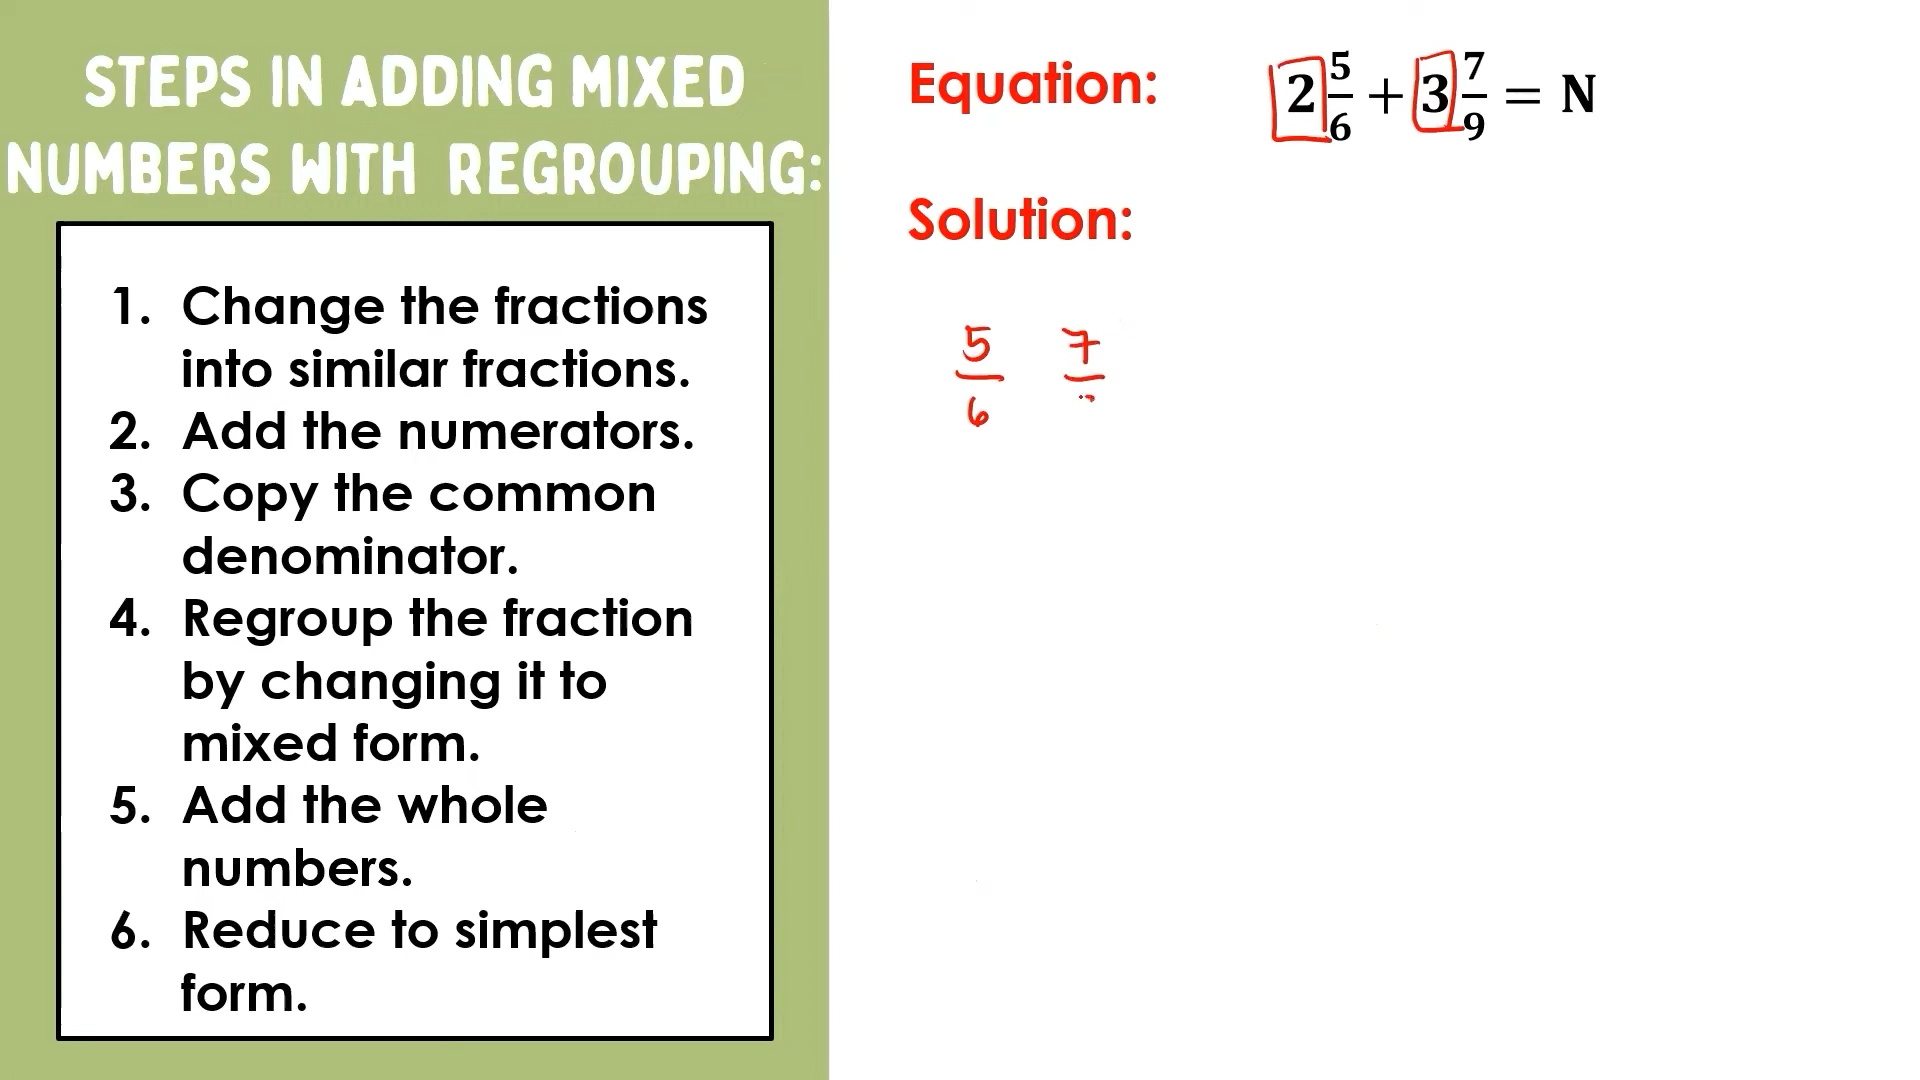 STEPS IN ADDING MIXED
NUMBERS WITH REGROUPING:
1. Change the fractions
into similar fractions.
2. Add the numerators.
3. Copy the common
denominator.
4. Regroup the fraction
by changing it to
mixed form.
5. Add the whole
numbers.
6. Reduce to simplest
form.
Equation: 2 5/6 + 3 7/9 = N
Solution:
5 7
6